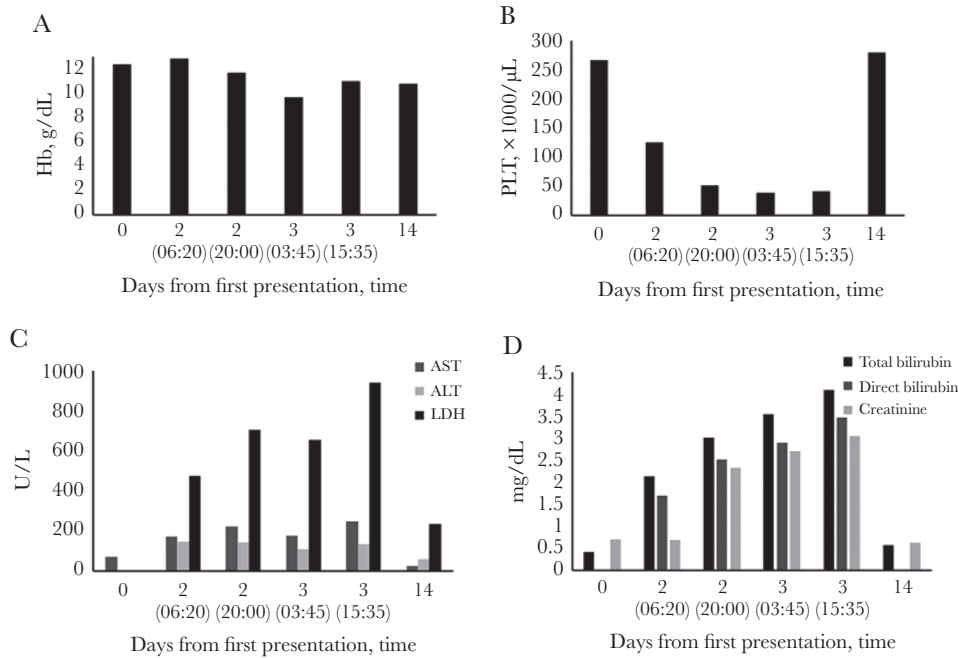 A
Hb, g/dL
12
10
8
6
4
2
0
0 2 2 3 3 14
(06:20) (20:00) (03:45) (15:35)
Days from first presentation, time
B
PLT, ×1000/μL
300
250
200
150
100
50
0
0 2 2 3 3 14
(06:20) (20:00) (03:45) (15:35)
Days from first presentation, time
C
U/L
1000
800
600
400
200
0
AST
ALT
LDH
0 2 2 3 3 14
(06:20) (20:00) (03:45) (15:35)
Days from first presentation, time
D
mg/dL
4.5
4
3.5
3
2.5
2
1.5
1
0.5
0
Total bilirubin
Direct bilirubin
Creatinine
0 2 2 3 3 14
(06:20) (20:00) (03:45) (15:35)
Days from first presentation, time